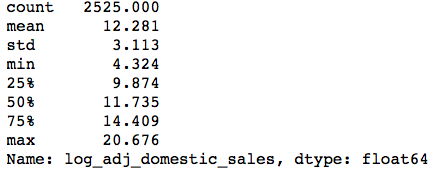 count 2525.000
mean 12.281
std 3.113
min 4.324
25% 9.874
50% 11.735
75% 14.409
max 20.676
Name: log_adj_domestic_sales, dtype: float64